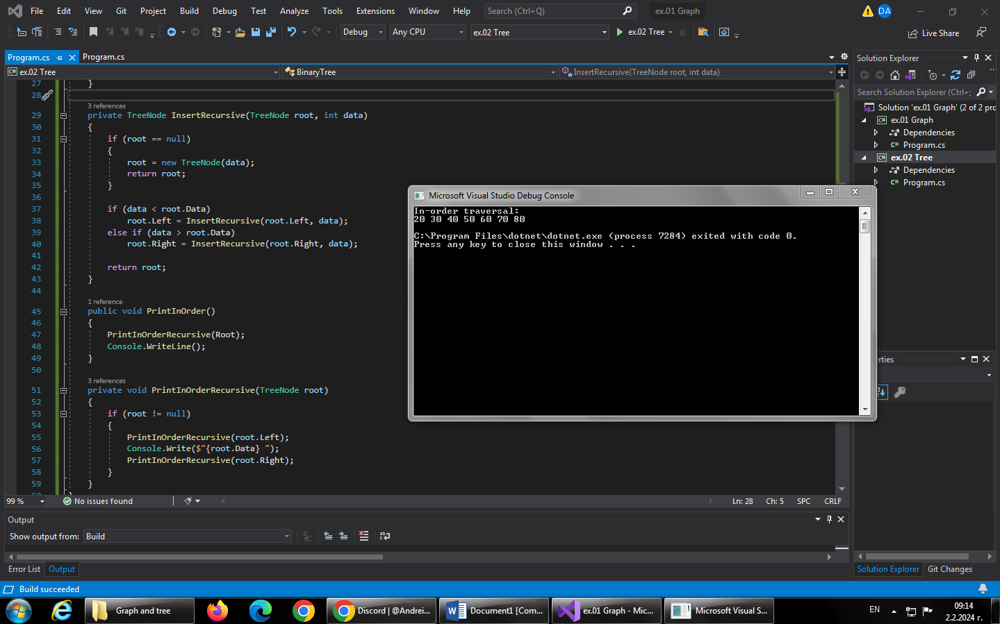 File Edit View Git Project Build Debug Test Analyze Tools Extensions Window Help Search (Ctrl+Q) ex.01 Graph DA
Debug Any CPU ex.02 Tree ex.02 Tree Live Share
Program.cs Program.cs
C# ex.02 Tree BinaryTree InsertRecursive(TreeNode root, int data)
27 }
28
3 references
29 private TreeNode InsertRecursive(TreeNode root, int data)
30 {
31 if (root == null)
32 {
33 root = new TreeNode(data);
34 return root;
35 }
36
37 if (data < root.Data)
38 root.Left = InsertRecursive(root.Left, data);
39 else if (data > root.Data)
40 root.Right = InsertRecursive(root.Right, data);
41
42 return root;
43 }
44
1 reference
45 public void PrintInOrder()
46 {
47 PrintInOrderRecursive(Root);
48 Console.WriteLine();
49 }
50
3 references
51 private void PrintInOrderRecursive(TreeNode root)
52 {
53 if (root != null)
54 {
55 PrintInOrderRecursive(root.Left);
56 Console.Write($"{root.Data} ");
57 PrintInOrderRecursive(root.Right);
58 }
59 }
99 % No issues found Ln: 28 Ch: 5 SPC CRLF
Microsoft Visual Studio Debug Console
In-order traversal:
20 30 40 50 60 70 80
C:\Program Files\dotnet\dotnet.exe (process 7284) exited with code 0.
Press any key to close this window . . .
Solution Explorer
Search Solution Explorer (Ctrl+;
Solution 'ex.01 Graph' (2 of 2 pro
C# ex.01 Graph
Dependencies
C# Program.cs
C# ex.02 Tree
Dependencies
C# Program.cs
erties
Output
Show output from: Build
Error List Output
Solution Explorer Git Changes
Build succeeded
Graph and tree Discord | @Andrei... Document1 [Com... ex.01 Graph - Mic... Microsoft Visual S... EN 09:14
2.2.2024 г.